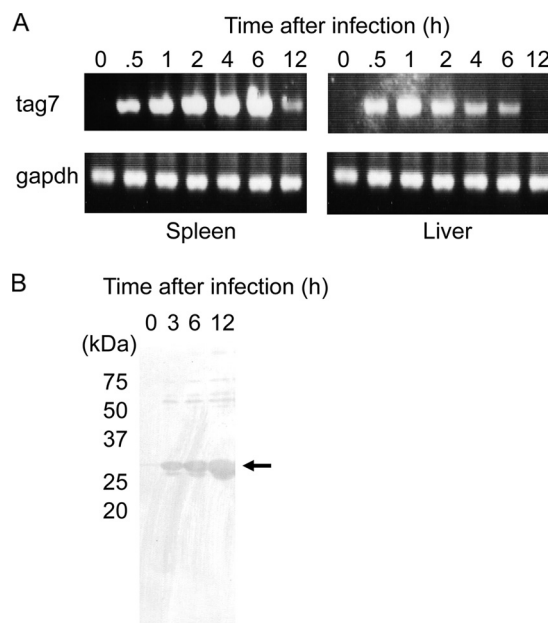 A
Time after infection (h)
0 .5 1 2 4 6 12 0 .5 1 2 4 6 12
tag7
gapdh
Spleen Liver
B
Time after infection (h)
0 3 6 12
(kDa)
75
50
37
25
20